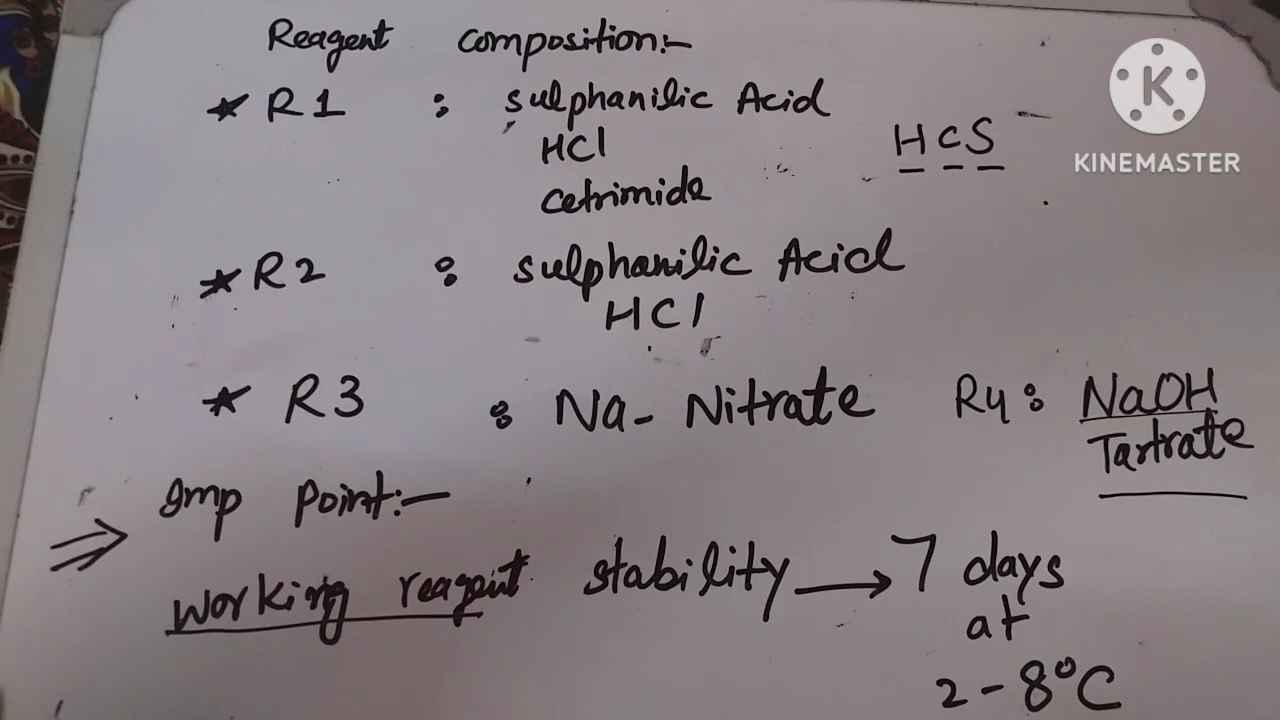 Reagent composition:-
* R1 : sulphanilic Acid
HCl
HCS
cetrimide
* R2 : sulphanilic Acid
HCl
* R3 : Na- Nitrate R4: NaOH
Tartrate
Imp Point:-
⇒ working reagent stability → 7 days
at
2-8°C
K
KINEMASTER